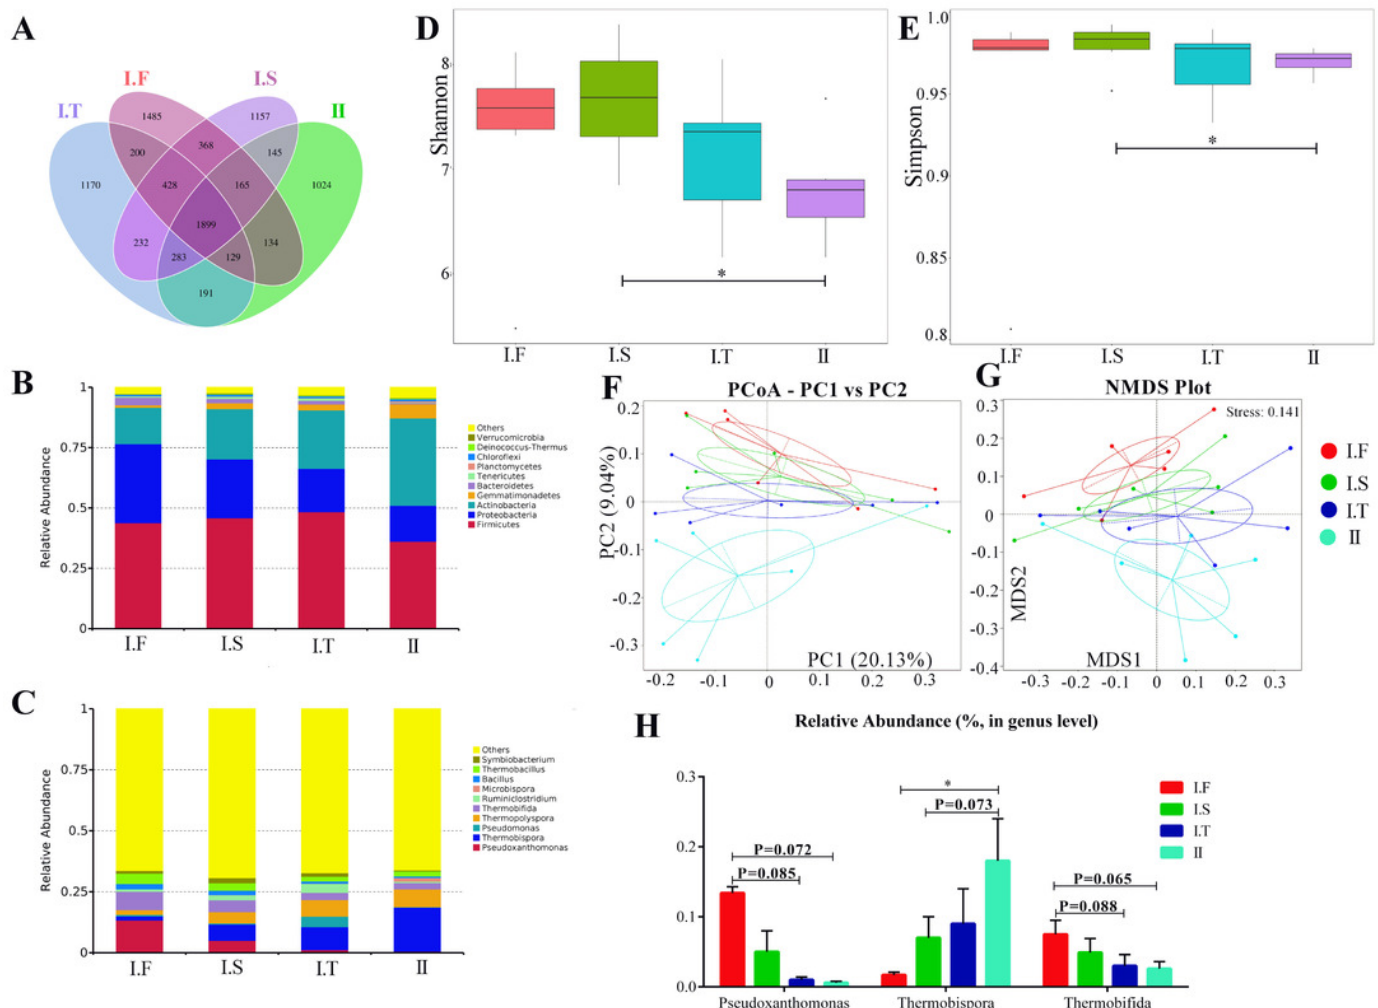 A
I.F
I.S
I.T
II
1485
1157
200
368
145
1170
428
165
1024
1899
232
283
129
134
191
D
Shannon
8
7
6
*
I.F I.S I.T II
E
Simpson
1.0
0.95
0.9
0.85
0.8
*
I.F I.S I.T II
B
Relative Abundance
1
0.75
0.5
0.25
0
I.F I.S I.T II
Others
Verrucomicrobia
Deinococcus-Thermus
Chloroflexi
Planctomycetes
Tenericutes
Bacteroidetes
Gemmatimonadetes
Actinobacteria
Proteobacteria
Firmicutes
F
PCoA - PC1 vs PC2
PC2 (9.04%)
0.2
0.1
0
-0.1
-0.2
-0.3
PC1 (20.13%)
-0.2 -0.1 0 0.1 0.2 0.3
G
NMDS Plot
Stress: 0.141
0.3
0.2
0.1
0
-0.1
-0.2
-0.3
-0.4
MDS2
MDS1
-0.3 -0.2 -0.1 0 0.1 0.2 0.3
I.F
I.S
I.T
II
C
Relative Abundance
1
0.75
0.5
0.25
0
I.F I.S I.T II
Others
Symbiobacterium
Thermobacillus
Bacillus
Microbispora
Ruminiclostridium
Thermobifida
Thermopolyspora
Pseudomonas
Thermobispora
Pseudoxanthomonas
H
Relative Abundance (%, in genus level)
0.3
0.2
0.1
0.0
P=0.072
P=0.085
*
P=0.073
P=0.065
P=0.088
I.F
I.S
I.T
II
Pseudoxanthomonas Thermobispora Thermobifida